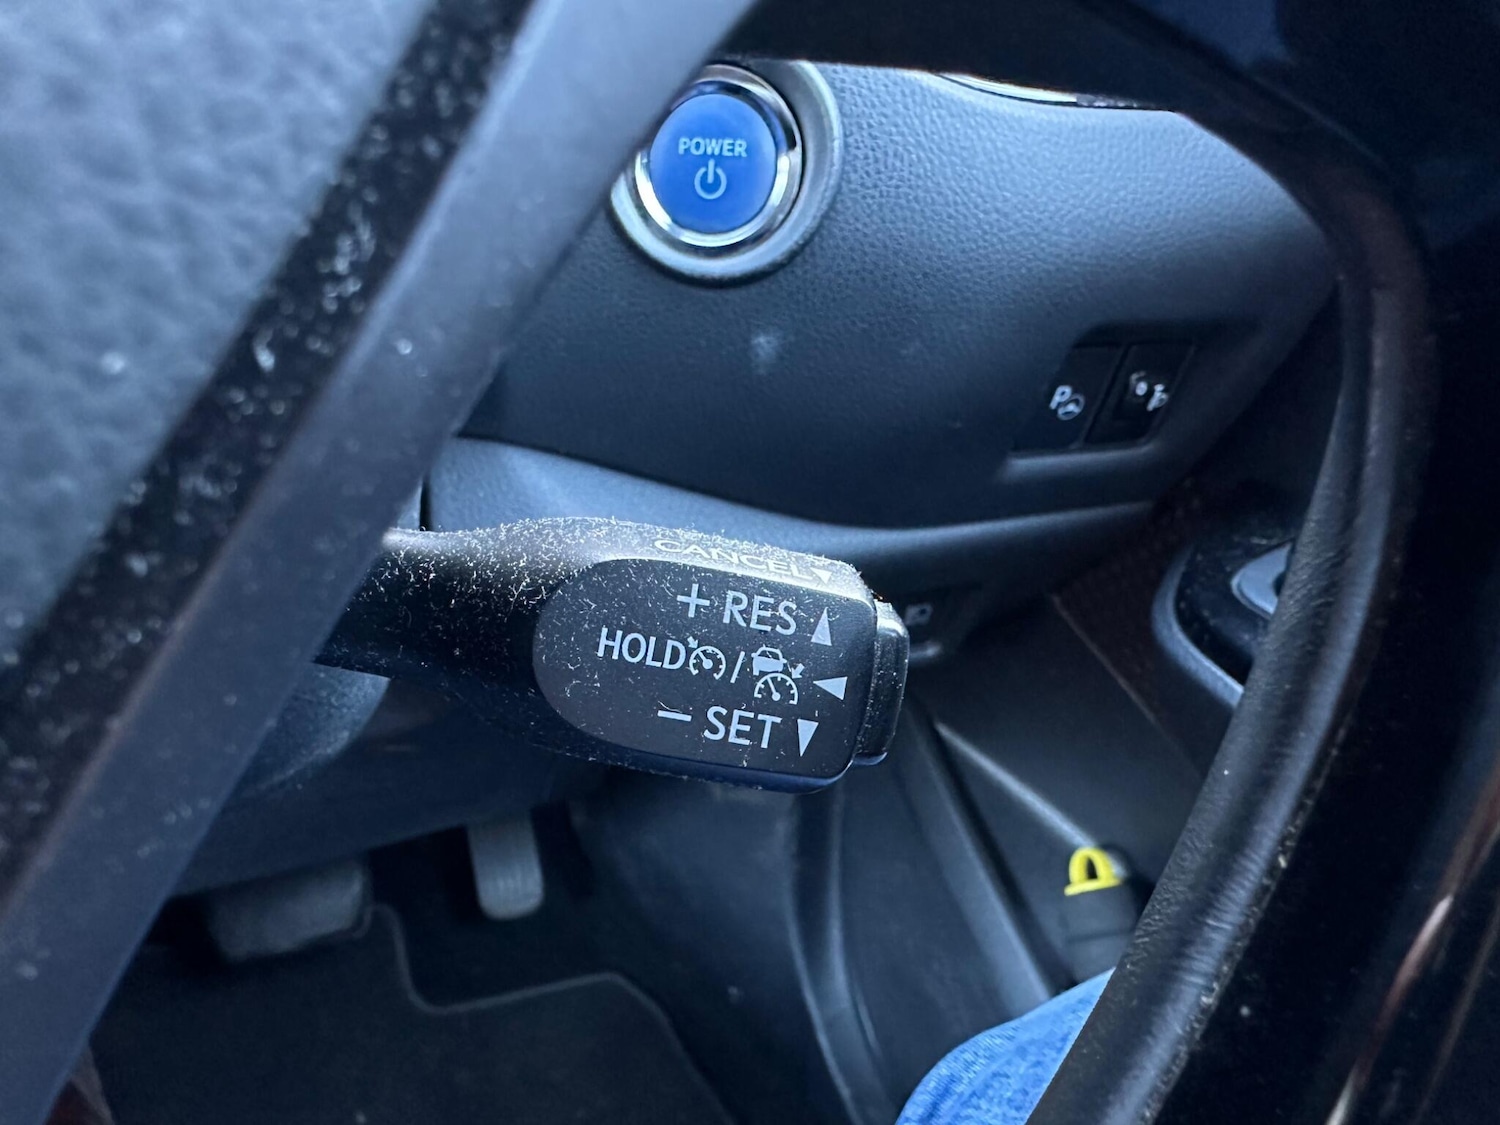 POWER
P
CANCEL
+ RES
HOLD /
− SET